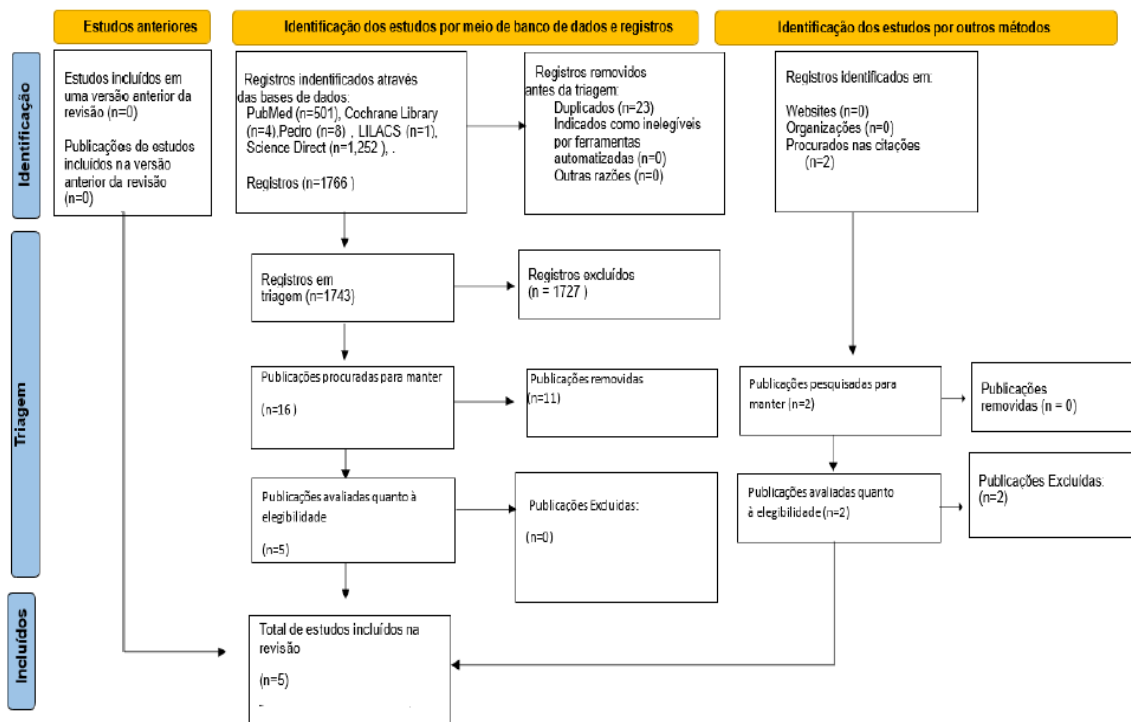 Estudos anteriores
Identificação dos estudos por meio de banco de dados e registros
Identificação dos estudos por outros métodos
Identificação
Estudos incluídos em
uma versão anterior da
revisão (n=0)
Publicações de estudos
incluídos na versão
anterior da revisão
(n=0)
Registros indentificados através
das bases de dados:
PubMed (n=501), Cochrane Library
(n=4),Pedro (n=8) , LILACS (n=1),
Science Direct (n=1,252 ), .
Registros (n=1766 )
Registros removidos
antes da triagem:
Duplicados (n=23)
Indicados como inelegíveis
por ferramentas
automatizadas (n=0)
Outras razões (n=0)
Registros identificados em:
Websites (n=0)
Organizações (n=0)
Procurados nas citações
(n=2)
Triagem
Registros em
triagem (n=1743)
Registros excluídos
(n = 1727 )
Publicações procuradas para manter
(n=16 )
Publicações removidas
(n=11)
Publicações pesquisadas para
manter (n=2)
Publicações
removidas (n = 0)
Publicações avaliadas quanto à
elegibilidade
(n=5)
Publicações Excluídas:
(n=0)
Publicações avaliadas quanto
à elegibilidade (n=2)
Publicações Excluídas:
(n=2)
Incluídos
Total de estudos incluídos na
revisão
(n=5)